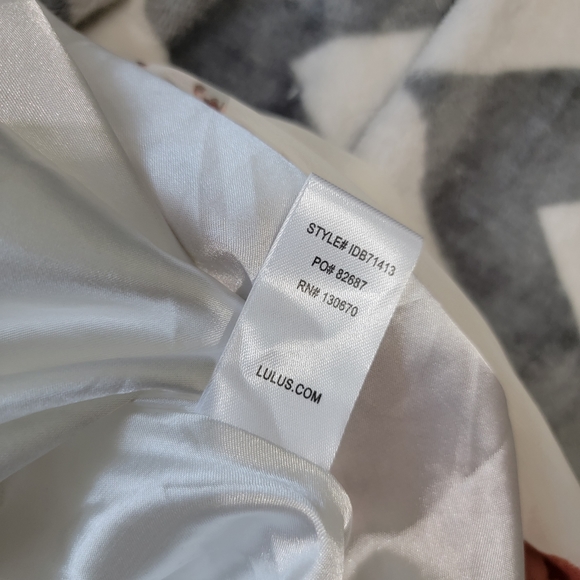 STYLE# IDB71413
PO# 82687
RN# 130670
LULUS.COM